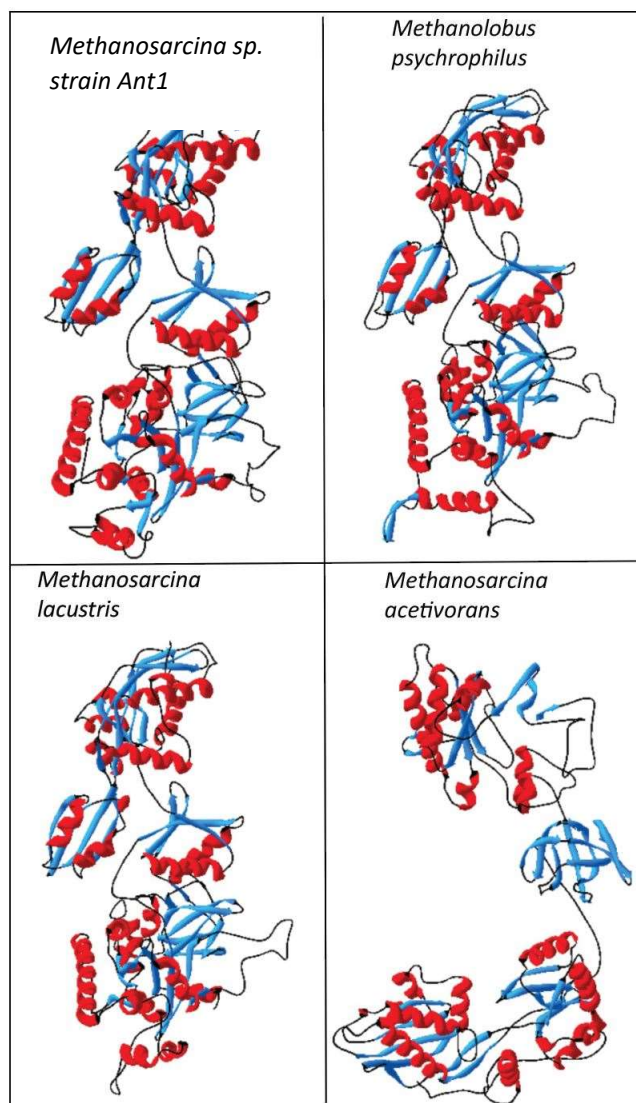 Methanosarcina sp.
strain Ant1
Methanolobus
psychrophilus
Methanosarcina
lacustris
Methanosarcina
acetivorans